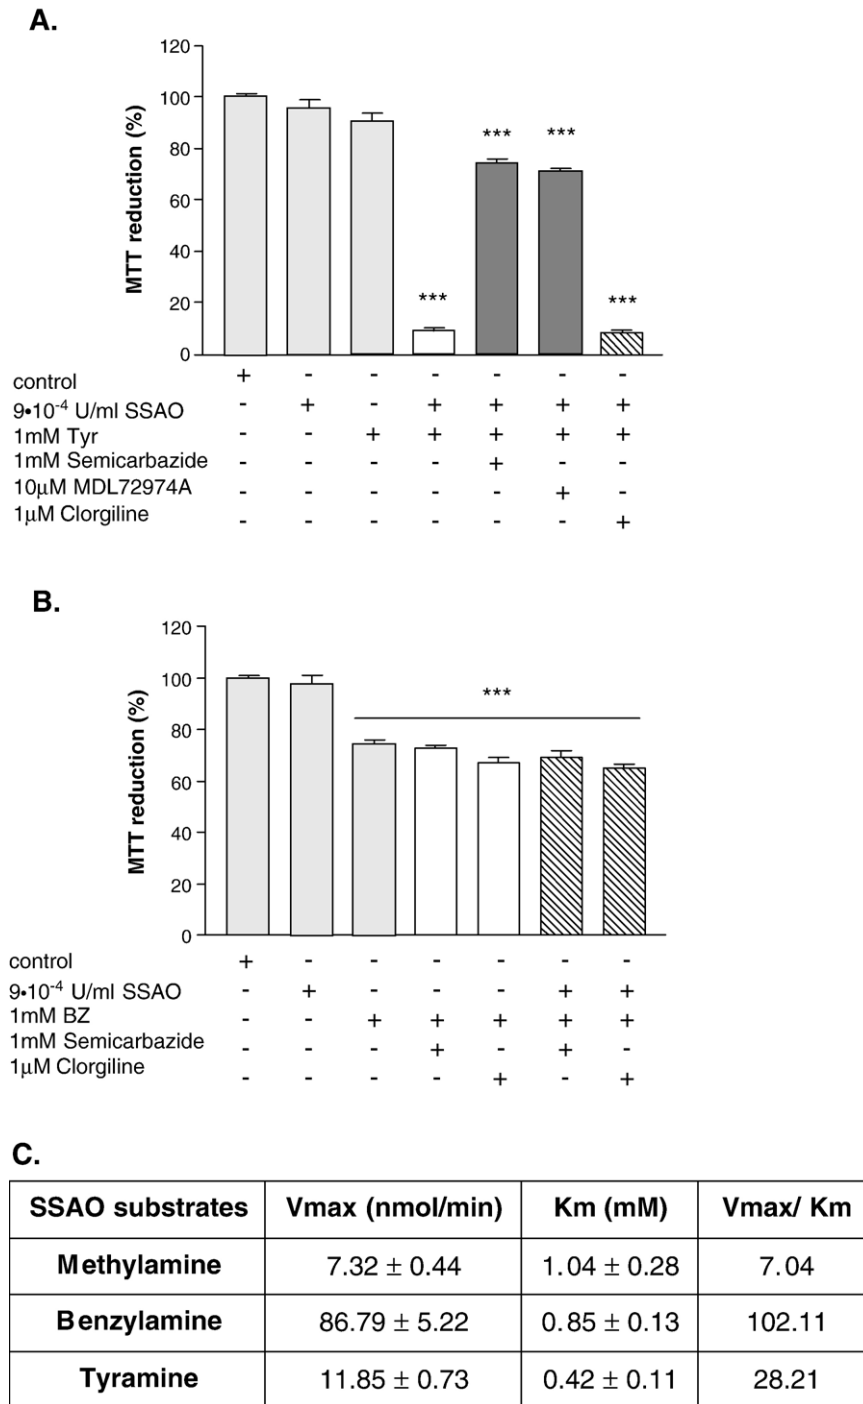 A.
120
100
80
60
40
20
0
MTT reduction (%)
*** *** *** ***
control + - - - - - -
9•10-4 U/ml SSAO - + - + + + +
1mM Tyr - - + + + + +
1mM Semicarbazide - - - - + - -
10μM MDL72974A - - - - - + -
1μM Clorgiline - - - - - - +
B.
120
100
80
60
40
20
0
MTT reduction (%)
***
control + - - - - - -
9•10-4 U/ml SSAO - + - - - + +
1mM BZ - - + + + + +
1mM Semicarbazide - - - + - + -
1μM Clorgiline - - - - + - +
C.
SSAO substrates Vmax (nmol/min) Km (mM) Vmax/ Km
Methylamine 7.32 ± 0.44 1.04 ± 0.28 7.04
Benzylamine 86.79 ± 5.22 0.85 ± 0.13 102.11
Tyramine 11.85 ± 0.73 0.42 ± 0.11 28.21